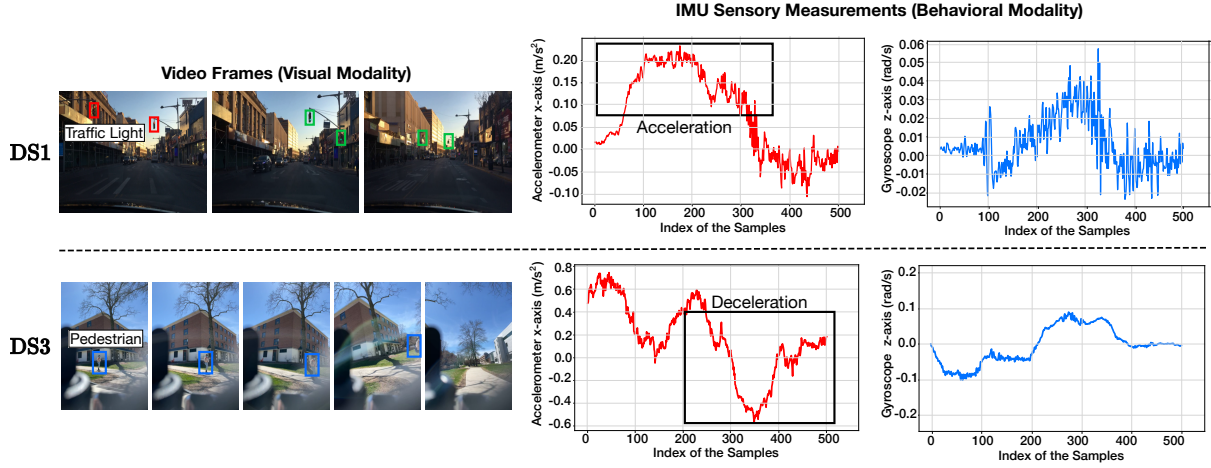 IMU Sensory Measurements (Behavioral Modality)
Video Frames (Visual Modality)
DS1
Traffic Light
Accelerometer x-axis (m/s²)
0.20
0.15
0.10
0.05
0.00
-0.05
-0.10
Acceleration
0 100 200 300 400 500
Index of the Samples
Gyroscope z-axis (rad/s)
0.06
0.05
0.04
0.03
0.02
0.01
0.00
-0.01
-0.02
0 100 200 300 400 500
Index of the Samples
DS3
Pedestrian
Accelerometer x-axis (m/s²)
0.8
0.6
0.4
0.2
0.0
-0.2
-0.4
-0.6
Deceleration
0 100 200 300 400 500
Index of the Samples
Gyroscope z-axis (rad/s)
0.2
0.1
0.0
-0.1
-0.2
0 100 200 300 400 500
Index of the Samples